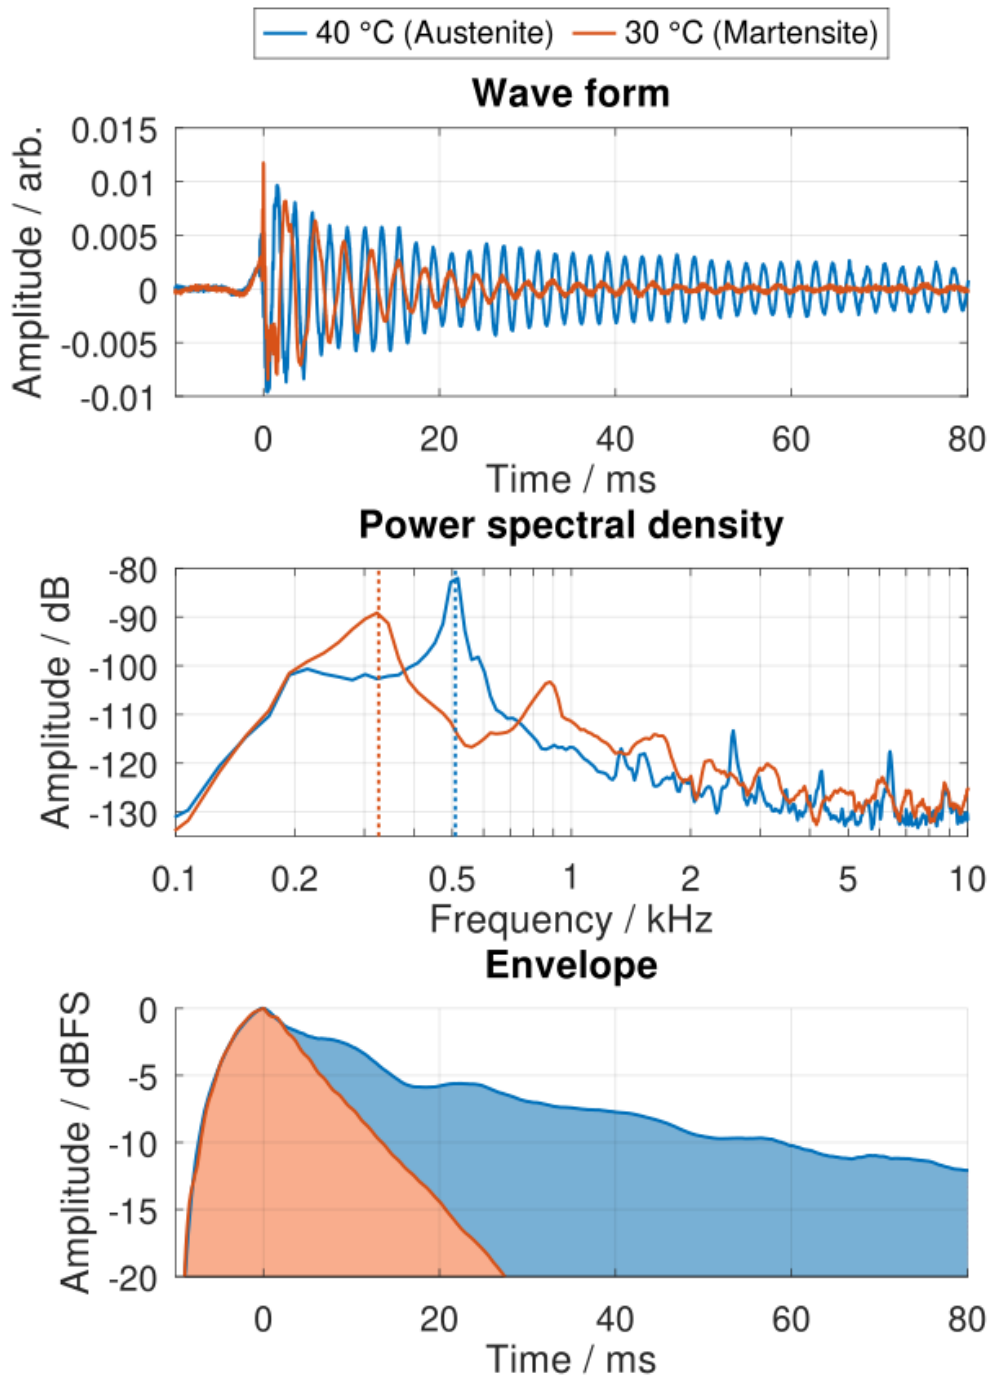 40 °C (Austenite) 30 °C (Martensite)
Wave form
0.015
0.01
0.005
0
-0.005
-0.01
Amplitude / arb.
0 20 40 60 80
Time / ms
Power spectral density
-80
-90
-100
-110
-120
-130
Amplitude / dB
0.1 0.2 0.5 1 2 5 10
Frequency / kHz
Envelope
0
-5
-10
-15
-20
Amplitude / dBFS
0 20 40 60 80
Time / ms